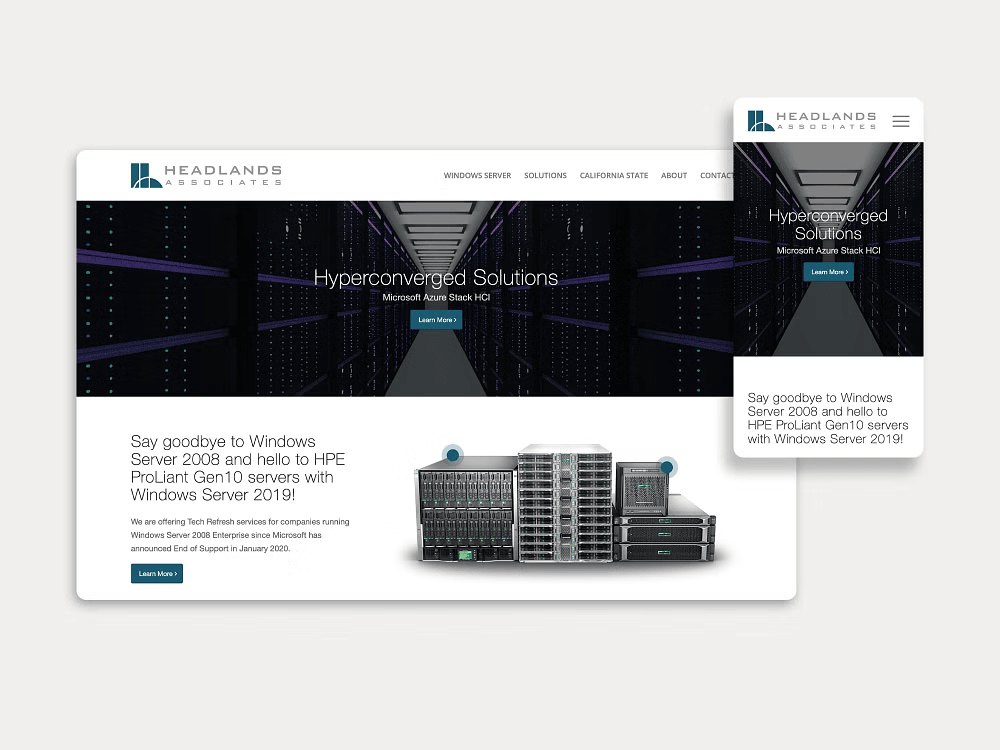 HEADLANDS
ASSOCIATES
WINDOWS SERVER SOLUTIONS CALIFORNIA STATE ABOUT CONTACT
Hyperconverged Solutions
Microsoft Azure Stack HCI
Learn More ›
Say goodbye to Windows
Server 2008 and hello to HPE
ProLiant Gen10 servers with
Windows Server 2019!
We are offering Tech Refresh services for companies running
Windows Server 2008 Enterprise since Microsoft has
announced End of Support in January 2020.
Learn More ›
HEADLANDS
ASSOCIATES
Hyperconverged
Solutions
Microsoft Azure Stack HCI
Learn More ›
Say goodbye to Windows
Server 2008 and hello to
HPE ProLiant Gen10 servers
with Windows Server 2019!